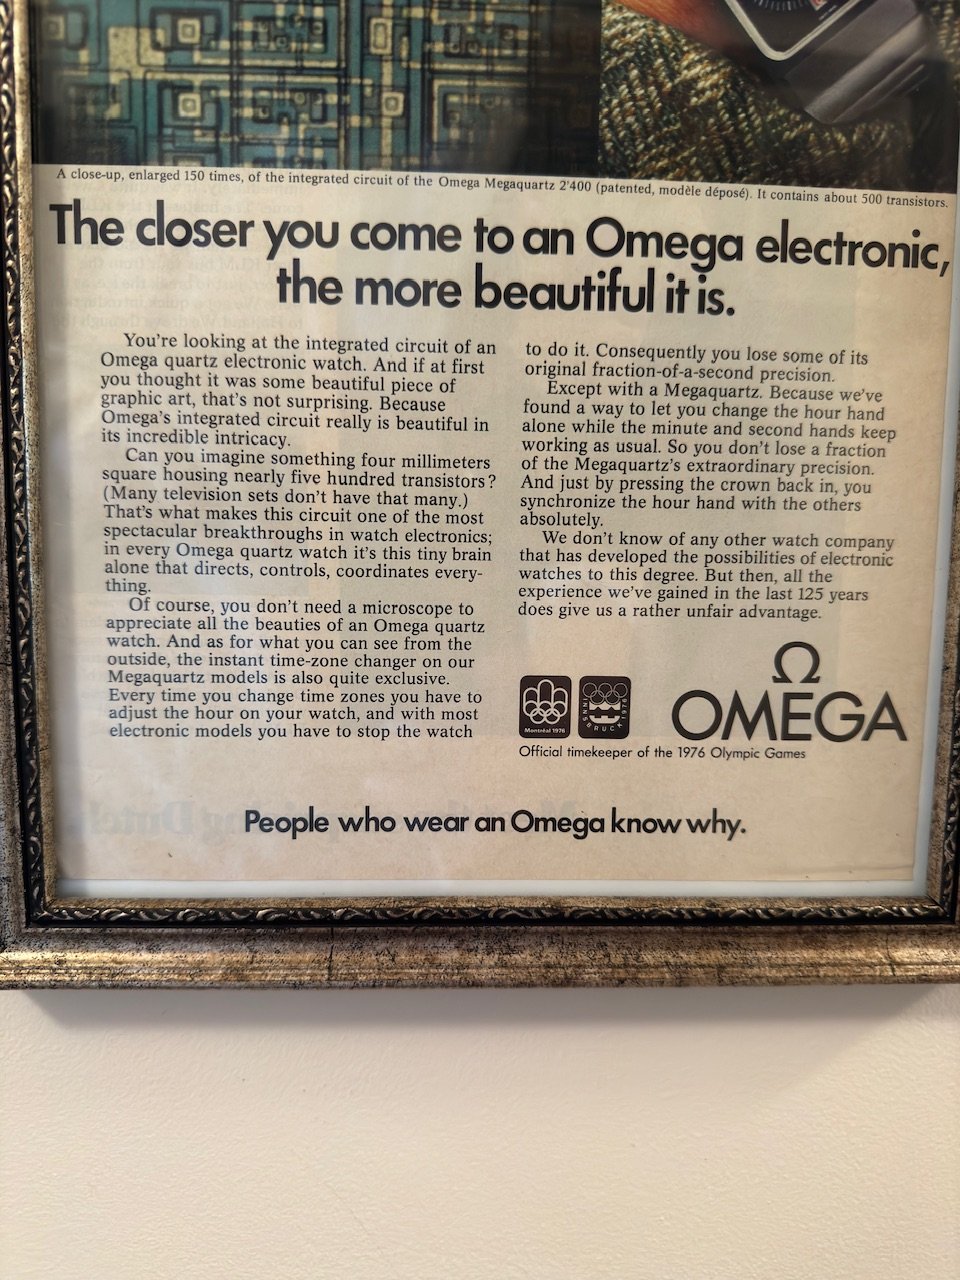 A close-up, enlarged 150 times, of the integrated circuit of the Omega Megaquartz 2'400 (patented, modèle déposé). It contains about 500 transistors.
The closer you come to an Omega electronic,
the more beautiful it is.
You're looking at the integrated circuit of an
Omega quartz electronic watch. And if at first
you thought it was some beautiful piece of
graphic art, that's not surprising. Because
Omega's integrated circuit really is beautiful in
its incredible intricacy.
Can you imagine something four millimeters
square housing nearly five hundred transistors?
(Many television sets don't have that many.)
That's what makes this circuit one of the most
spectacular breakthroughs in watch electronics;
in every Omega quartz watch it's this tiny brain
alone that directs, controls, coordinates every-
thing.
Of course, you don't need a microscope to
appreciate all the beauties of an Omega quartz
watch. And as for what you can see from the
outside, the instant time-zone changer on our
Megaquartz models is also quite exclusive.
Every time you change time zones you have to
adjust the hour on your watch, and with most
electronic models you have to stop the watch
to do it. Consequently you lose some of its
original fraction-of-a-second precision.
Except with a Megaquartz. Because we've
found a way to let you change the hour hand
alone while the minute and second hands keep
working as usual. So you don't lose a fraction
of the Megaquartz's extraordinary precision.
And just by pressing the crown back in, you
synchronize the hour hand with the others
absolutely.
We don't know of any other watch company
that has developed the possibilities of electronic
watches to this degree. But then, all the
experience we've gained in the last 125 years
does give us a rather unfair advantage.
Montréal 1976
INNSBRUCK 1976
Ω
OMEGA
Official timekeeper of the 1976 Olympic Games
People who wear an Omega know why.